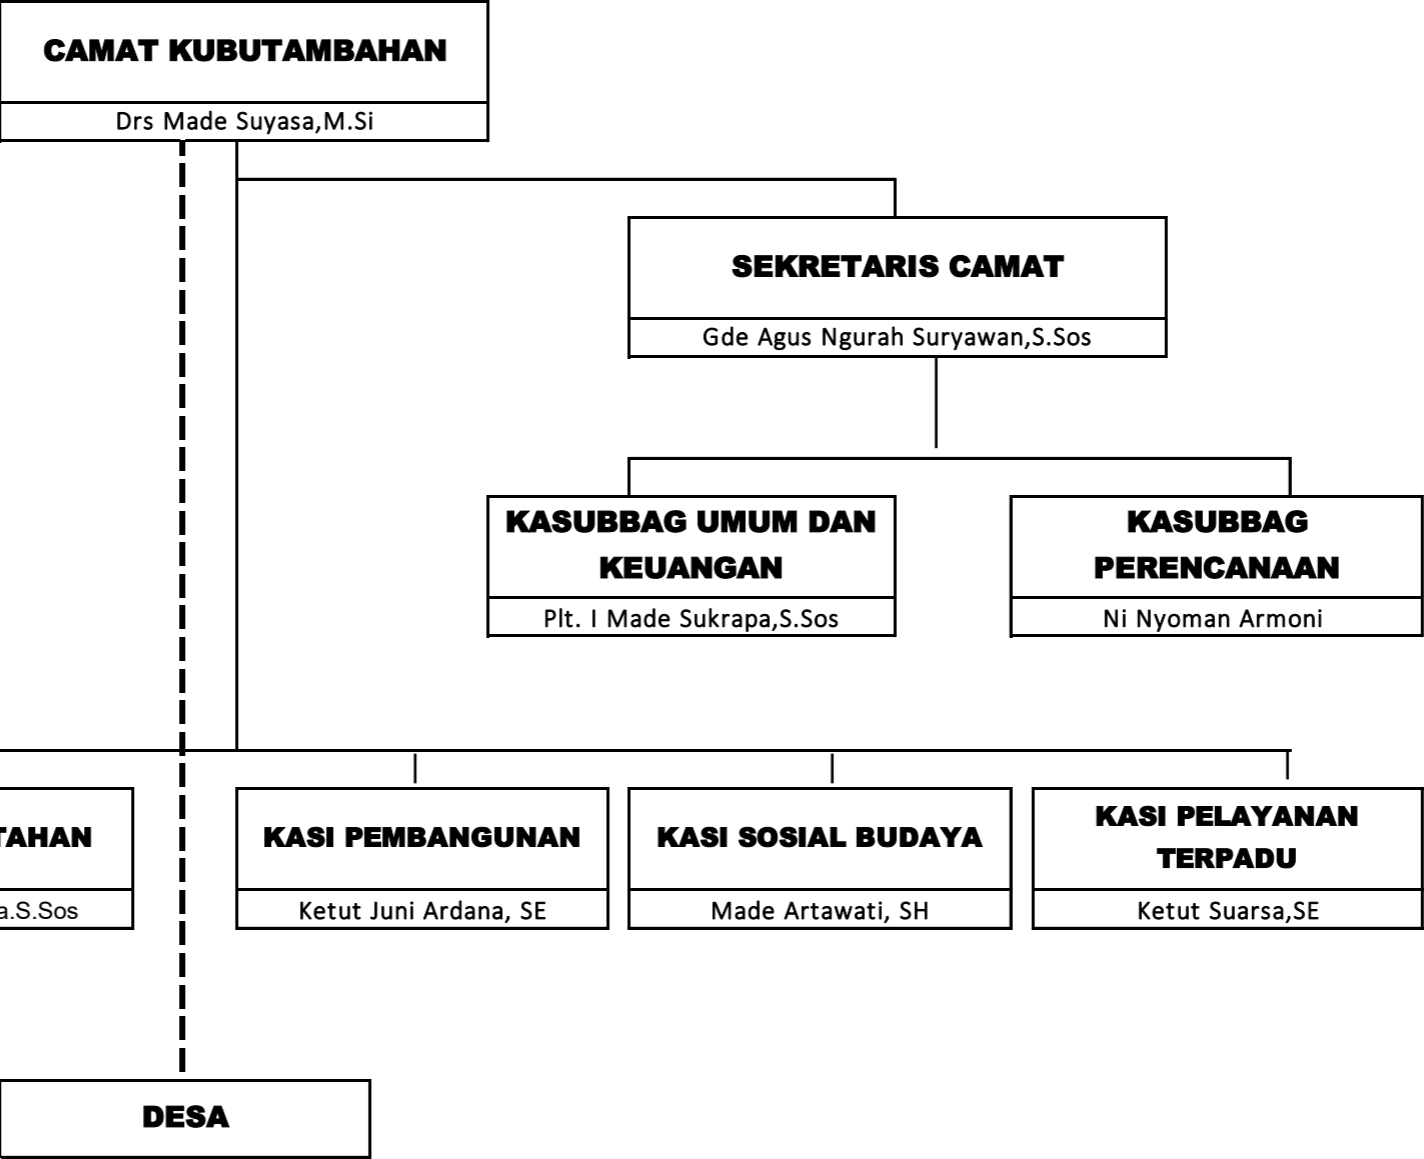 CAMAT KUBUTAMBAHAN
Drs Made Suyasa,M.Si
SEKRETARIS CAMAT
Gde Agus Ngurah Suryawan,S.Sos
KASUBBAG UMUM DAN
KEUANGAN
Plt. I Made Sukrapa,S.Sos
KASUBBAG
PERENCANAAN
Ni Nyoman Armoni
TAHAN
a.S.Sos
KASI PEMBANGUNAN
Ketut Juni Ardana, SE
KASI SOSIAL BUDAYA
Made Artawati, SH
KASI PELAYANAN
TERPADU
Ketut Suarsa,SE
DESA